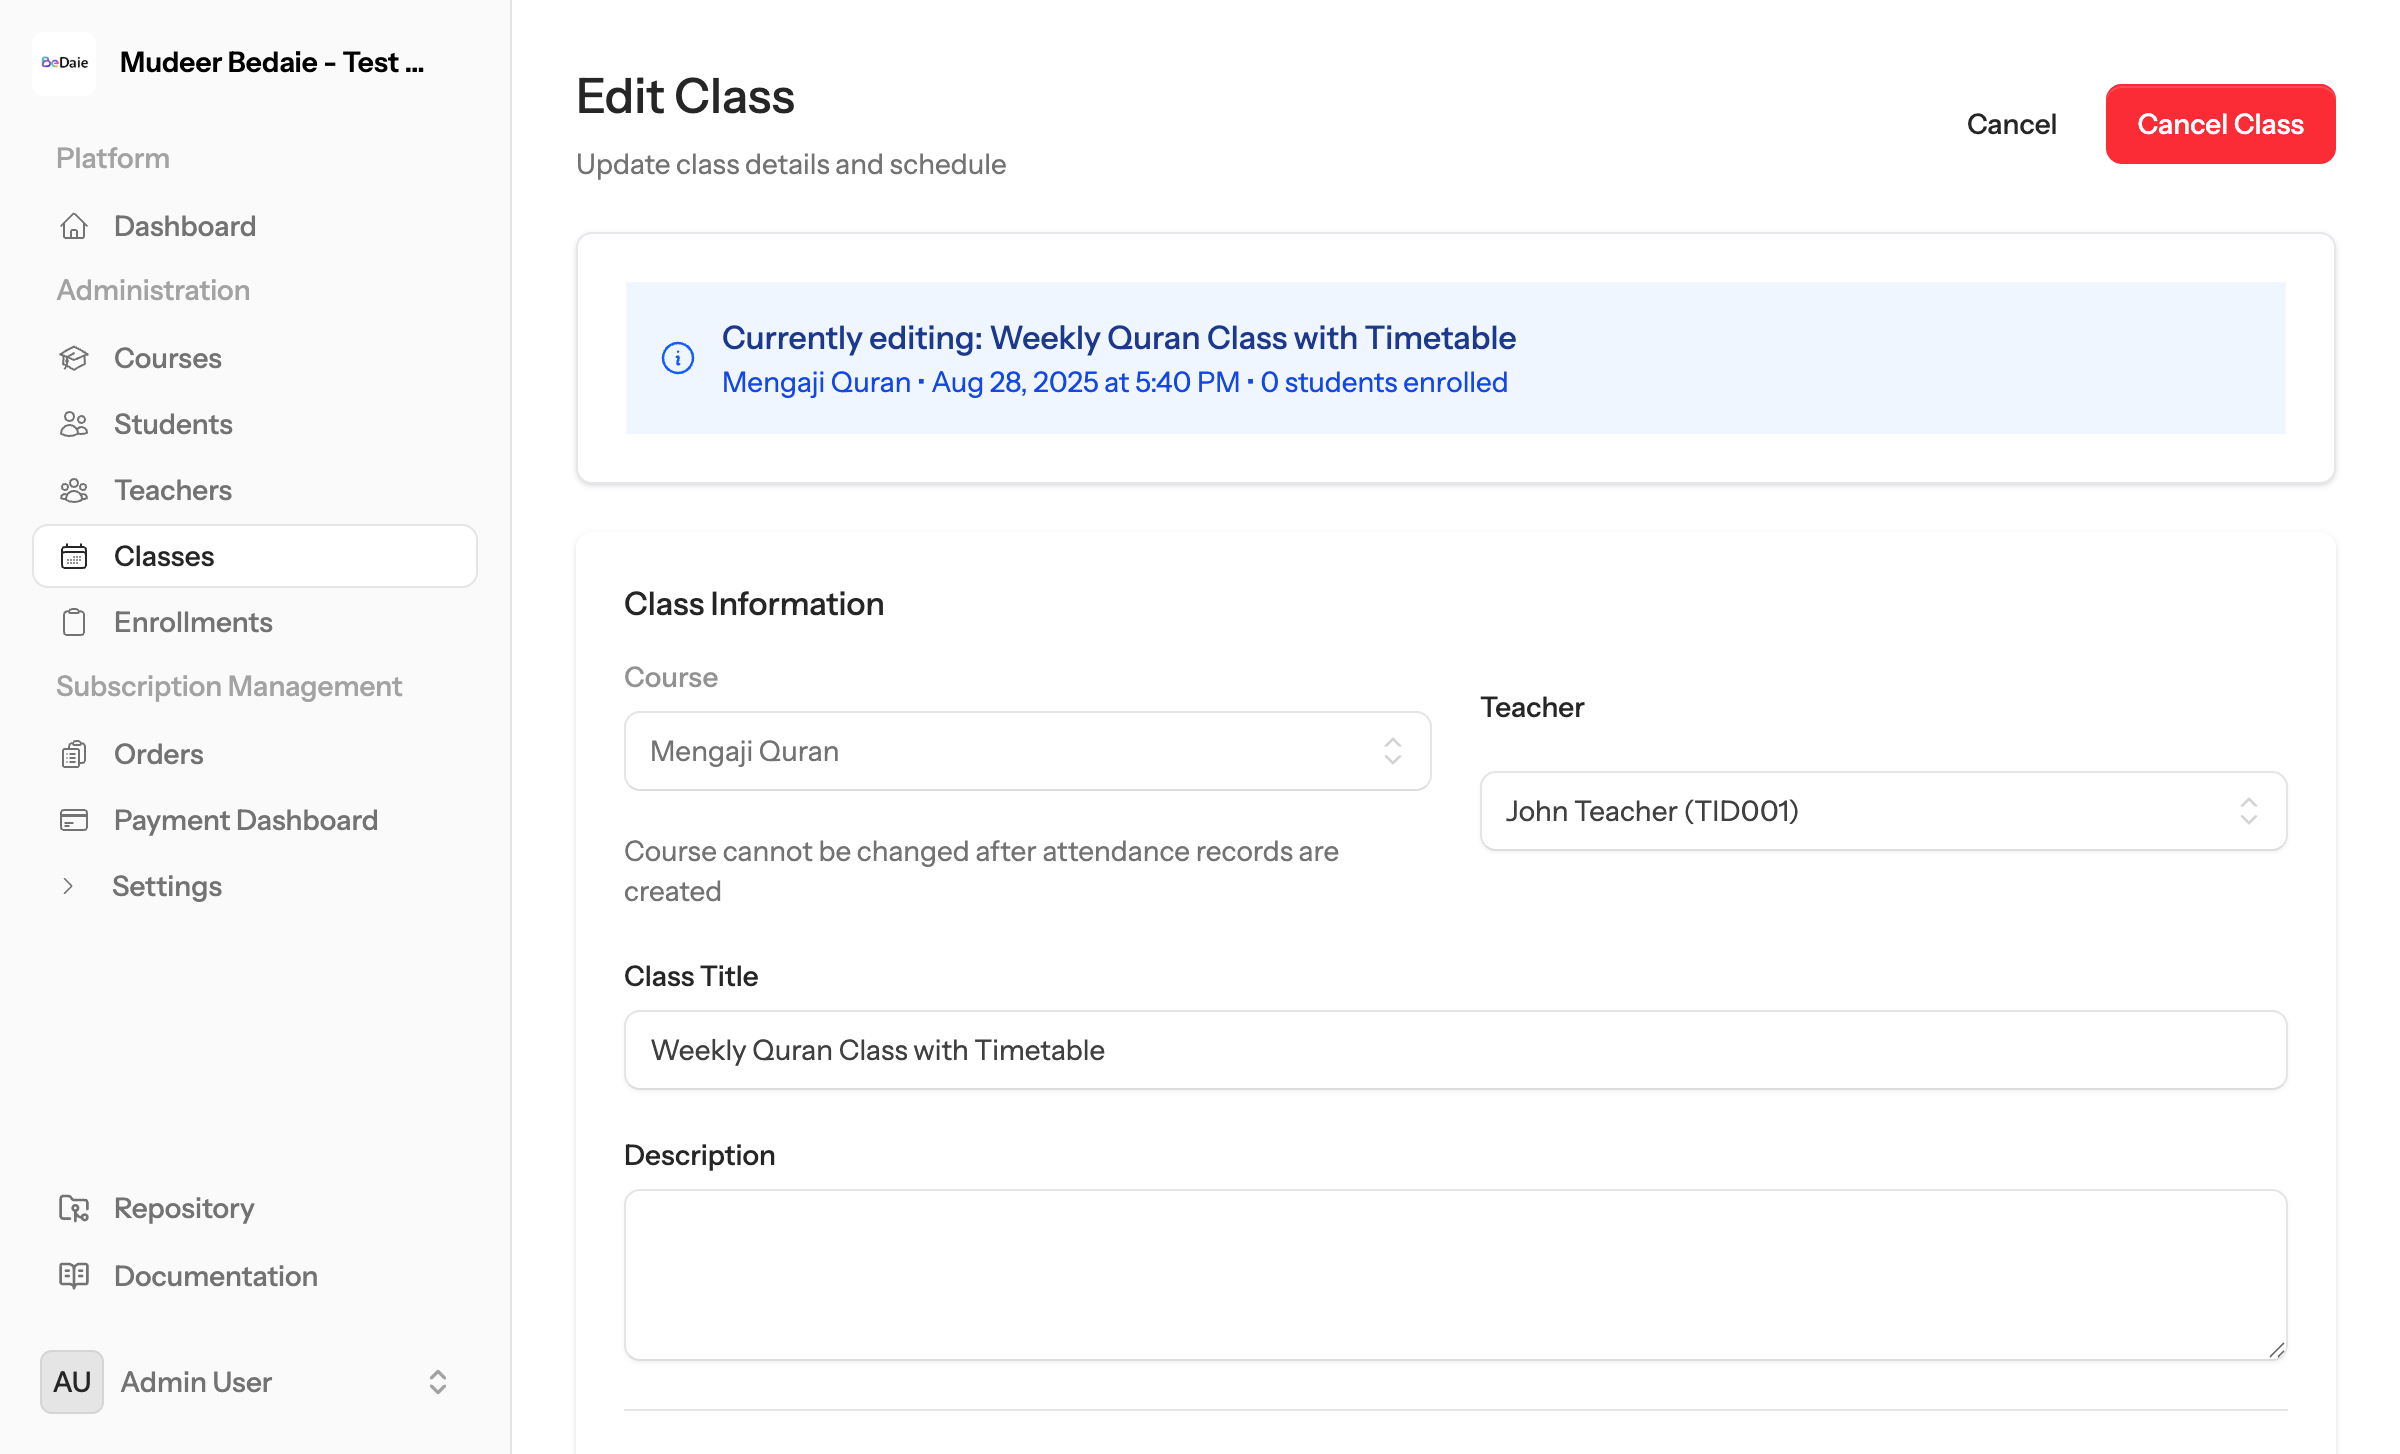 BeDaie
Mudeer Bedaie - Test ...
Platform
Dashboard
Administration
Courses
Students
Teachers
Classes
Enrollments
Subscription Management
Orders
Payment Dashboard
Settings
Repository
Documentation
AU
Admin User
Edit Class
Update class details and schedule
Cancel
Cancel Class
Currently editing: Weekly Quran Class with Timetable
Mengaji Quran • Aug 28, 2025 at 5:40 PM • 0 students enrolled
Class Information
Course
Mengaji Quran
Course cannot be changed after attendance records are
created
Teacher
John Teacher (TID001)
Class Title
Weekly Quran Class with Timetable
Description